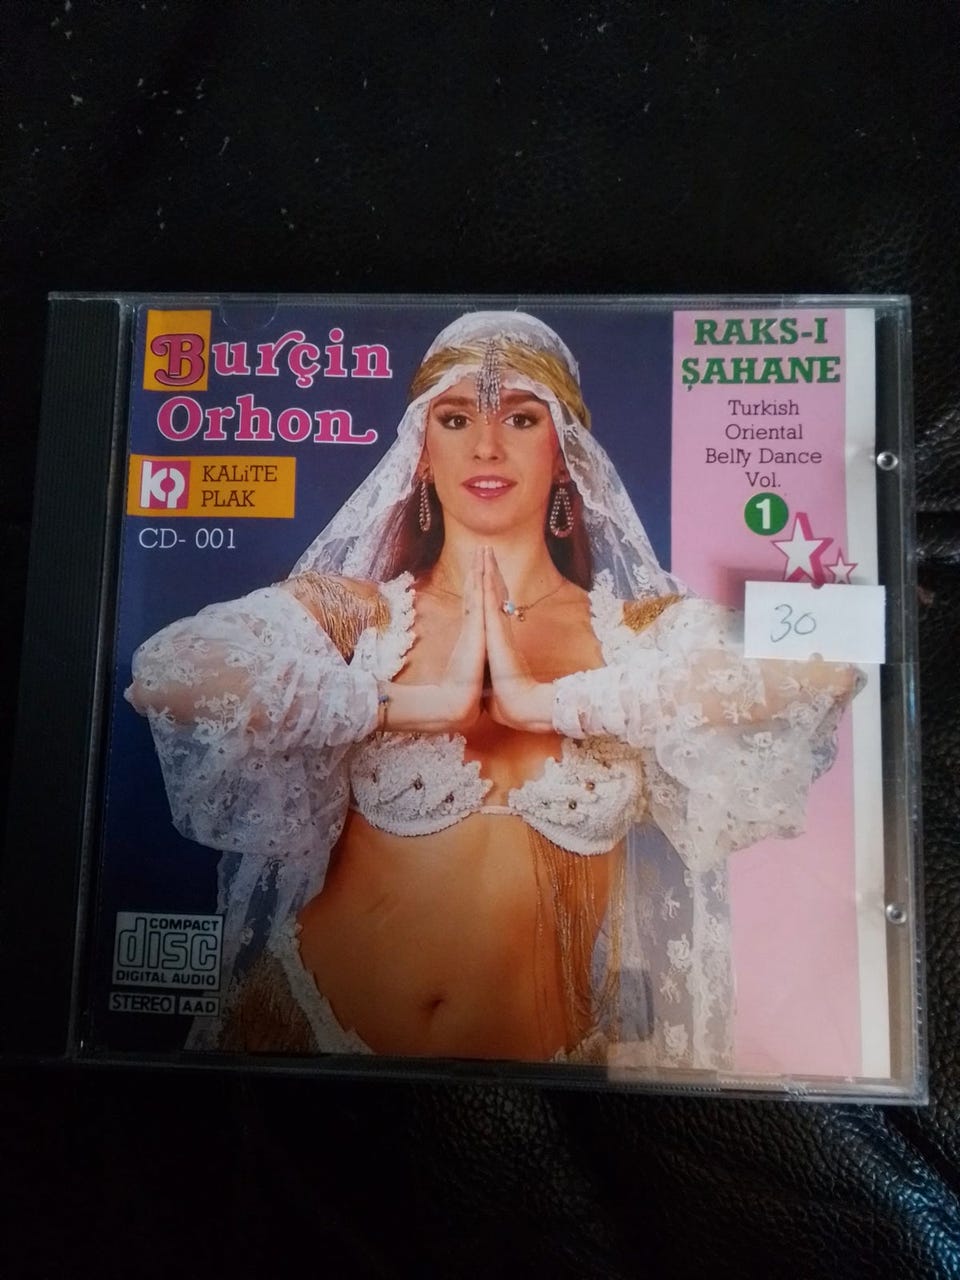 Burçin
Orhon
KALiTE
PLAK
CD- 001
RAKS-I
ŞAHANE
Turkish
Oriental
Belly Dance
Vol.
1
30
COMPACT
disc
DIGITAL AUDIO
STEREO AAD